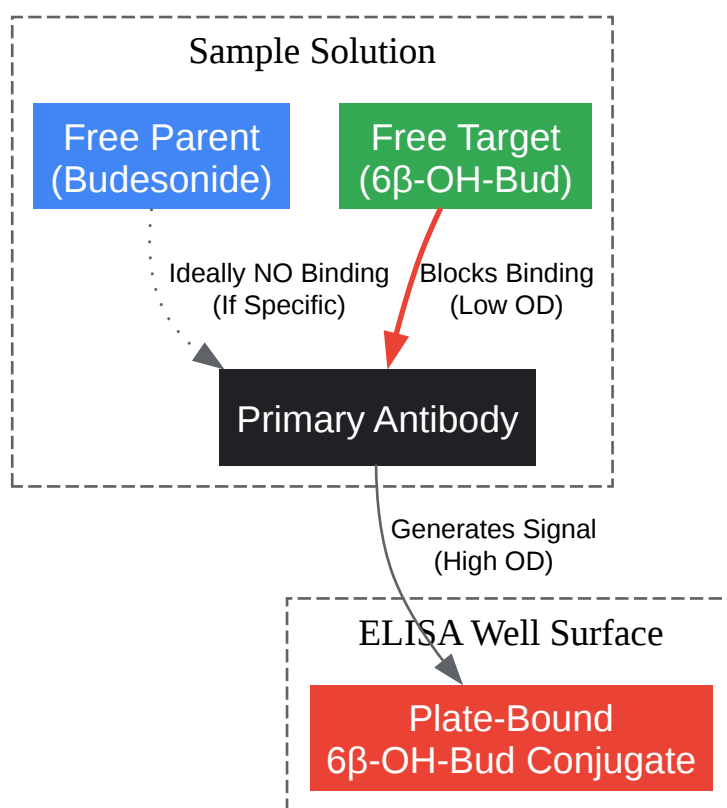 Sample Solution
Free Parent
(Budesonide)
Free Target
(6β-OH-Bud)
Ideally NO Binding
(If Specific)
Blocks Binding
(Low OD)
Primary Antibody
Generates Signal
(High OD)
ELISA Well Surface
Plate-Bound
6β-OH-Bud Conjugate